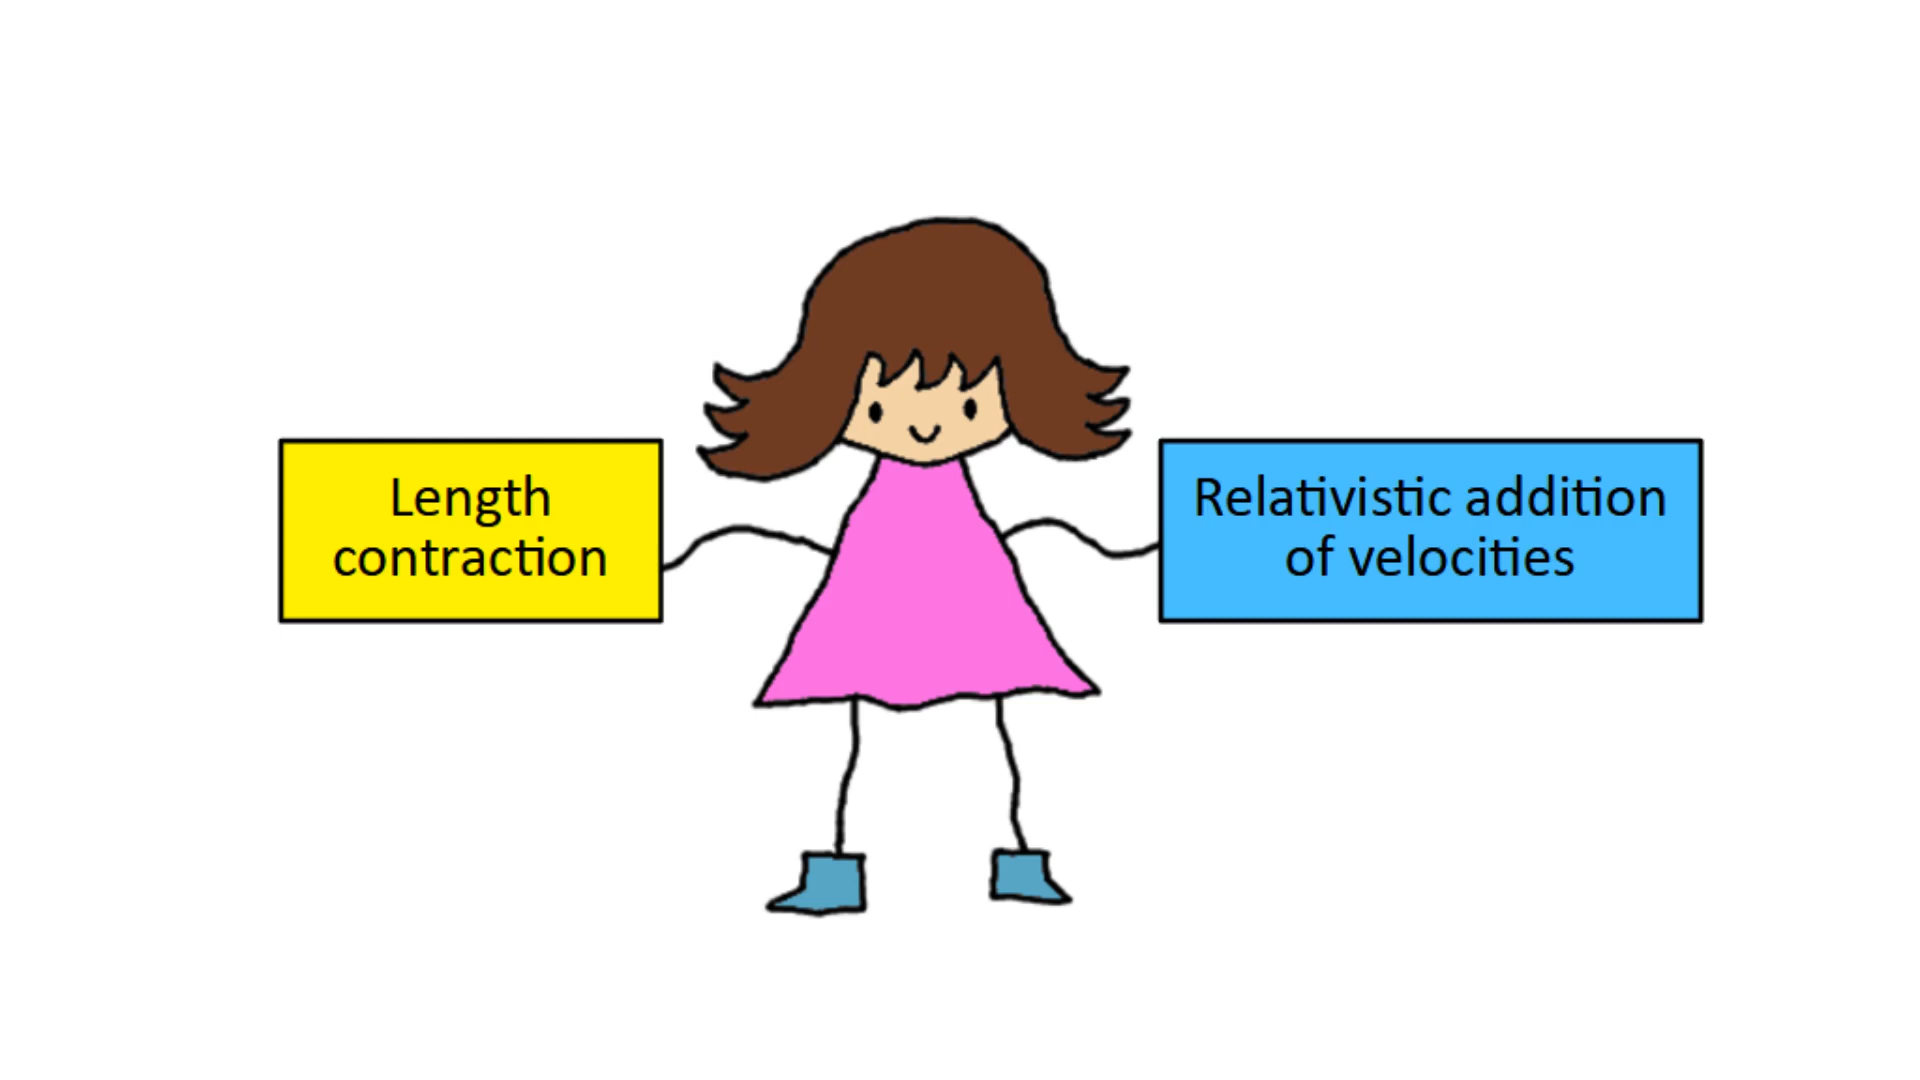 Length
contraction
Relativistic addition
of velocities